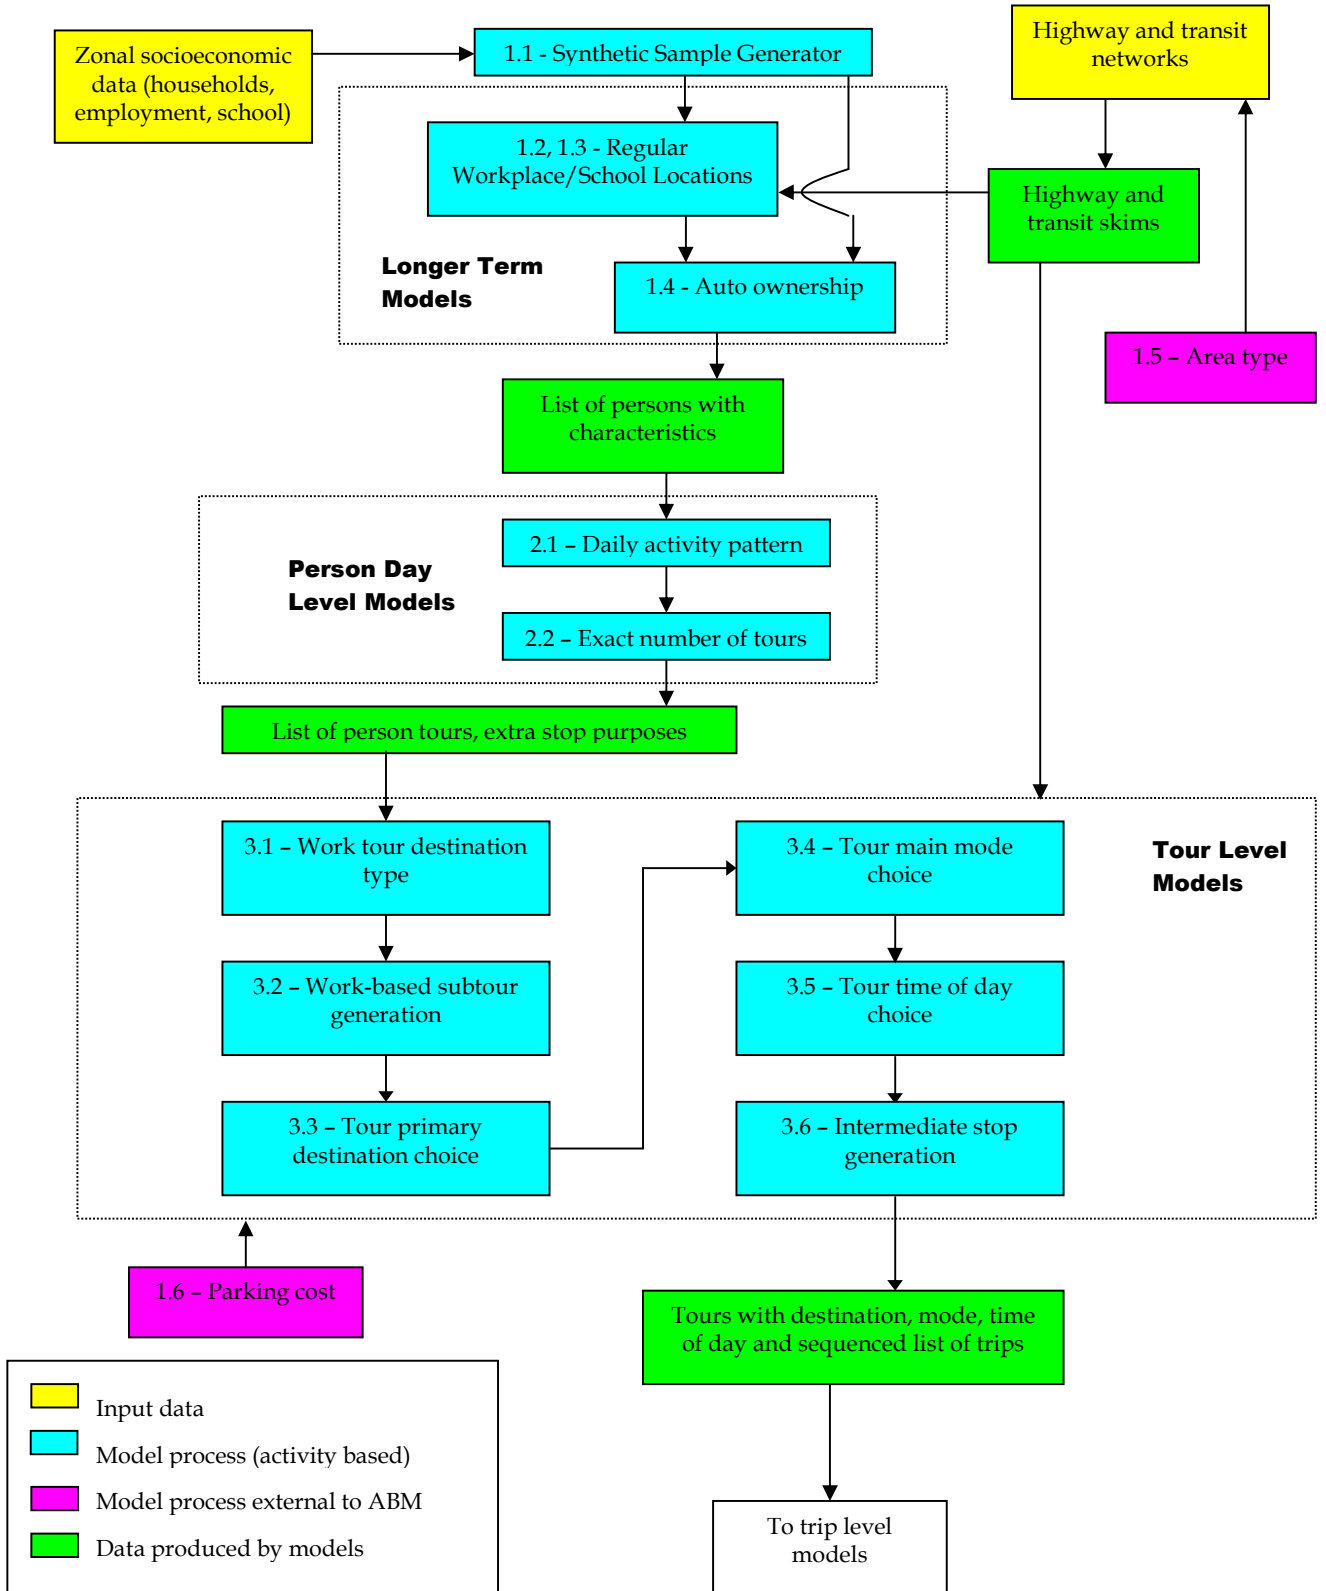 Zonal socioeconomic
data (households,
employment, school)
1.1 - Synthetic Sample Generator
Highway and transit
networks
1.2, 1.3 - Regular
Workplace/School Locations
Highway and
transit skims
Longer Term
Models
1.4 - Auto ownership
1.5 – Area type
List of persons with
characteristics
Person Day
Level Models
2.1 – Daily activity pattern
2.2 – Exact number of tours
List of person tours, extra stop purposes
3.1 – Work tour destination
type
3.4 – Tour main mode
choice
Tour Level
Models
3.2 – Work-based subtour
generation
3.5 – Tour time of day
choice
3.3 – Tour primary
destination choice
3.6 – Intermediate stop
generation
1.6 – Parking cost
Tours with destination, mode, time
of day and sequenced list of trips
Input data
Model process (activity based)
Model process external to ABM
Data produced by models
To trip level
models